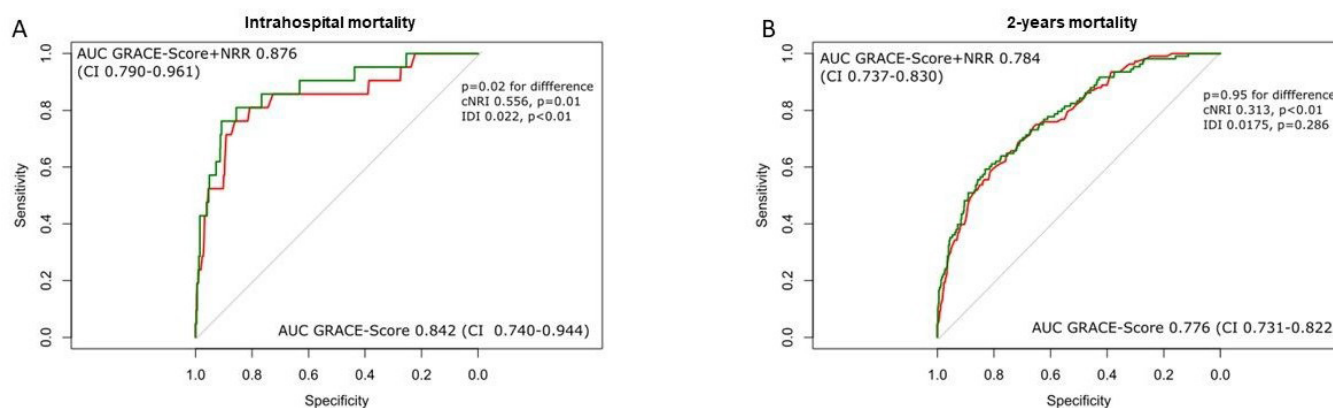 A
Intrahospital mortality
AUC GRACE-Score+NRR 0.876
(CI 0.790-0.961)
p=0.02 for diffference
cNRI 0.556, p=0.01
IDI 0.022, p<0.01
AUC GRACE-Score 0.842 (CI 0.740-0.944)
Sensitivity
0.0
0.2
0.4
0.6
0.8
1.0
1.0
0.8
0.6
0.4
0.2
0.0
Specificity
B
2-years mortality
AUC GRACE-Score+NRR 0.784
(CI 0.737-0.830)
p=0.95 for difference
cNRI 0.313, p<0.01
IDI 0.0175, p=0.286
AUC GRACE-Score 0.776 (CI 0.731-0.822
Sensitivity
0.0
0.2
0.4
0.6
0.8
1.0
1.0
0.8
0.6
0.4
0.2
0.0
Specificity